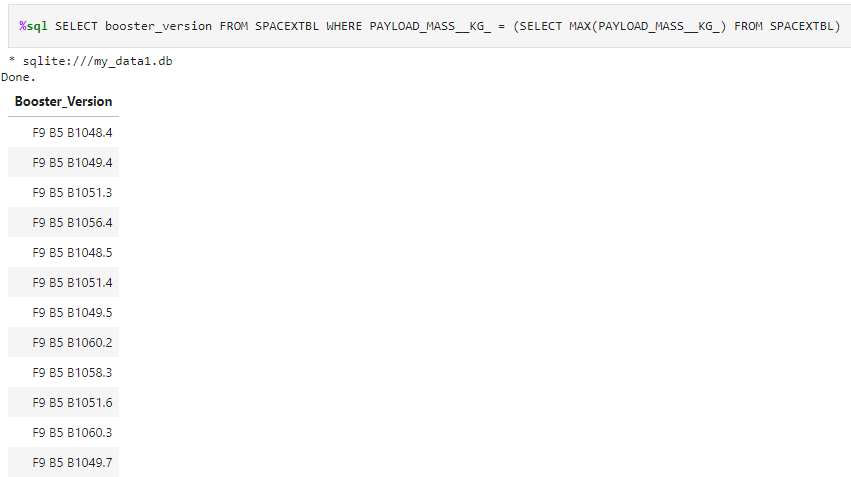 %sql SELECT booster_version FROM SPACEXTBL WHERE PAYLOAD_MASS__KG_ = (SELECT MAX(PAYLOAD_MASS__KG_) FROM SPACEXTBL)
* sqlite:///my_data1.db
Done.
Booster_Version
F9 B5 B1048.4
F9 B5 B1049.4
F9 B5 B1051.3
F9 B5 B1056.4
F9 B5 B1048.5
F9 B5 B1051.4
F9 B5 B1049.5
F9 B5 B1060.2
F9 B5 B1058.3
F9 B5 B1051.6
F9 B5 B1060.3
F9 B5 B1049.7